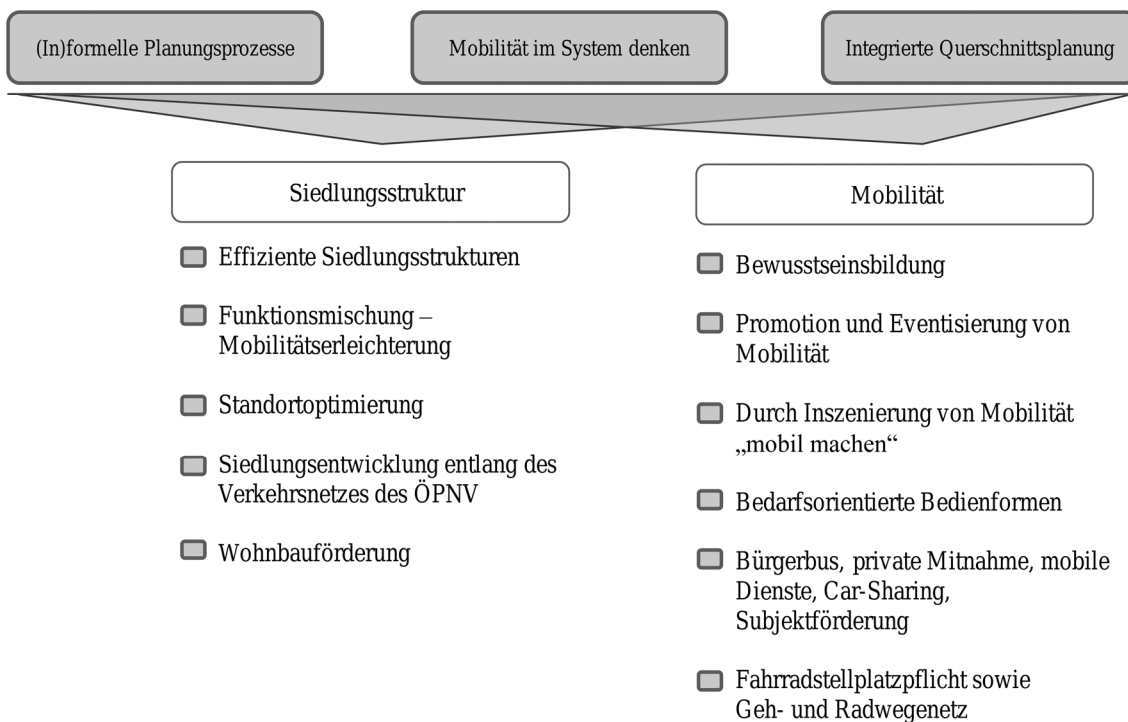 (In)formelle Planungsprozesse
Mobilität im System denken
Integrierte Querschnittsplanung
Siedlungsstruktur
Effiziente Siedlungsstrukturen
Funktionsmischung –
Mobilitätserleichterung
Standortoptimierung
Siedlungsentwicklung entlang des
Verkehrsnetzes des ÖPNV
Wohnbauförderung
Mobilität
Bewusstseinsbildung
Promotion und Eventisierung von
Mobilität
Durch Inszenierung von Mobilität
„mobil machen“
Bedarfsorientierte Bedienformen
Bürgerbus, private Mitnahme, mobile
Dienste, Car-Sharing,
Subjektförderung
Fahrradstellplatzpflicht sowie
Geh- und Radwegenetz